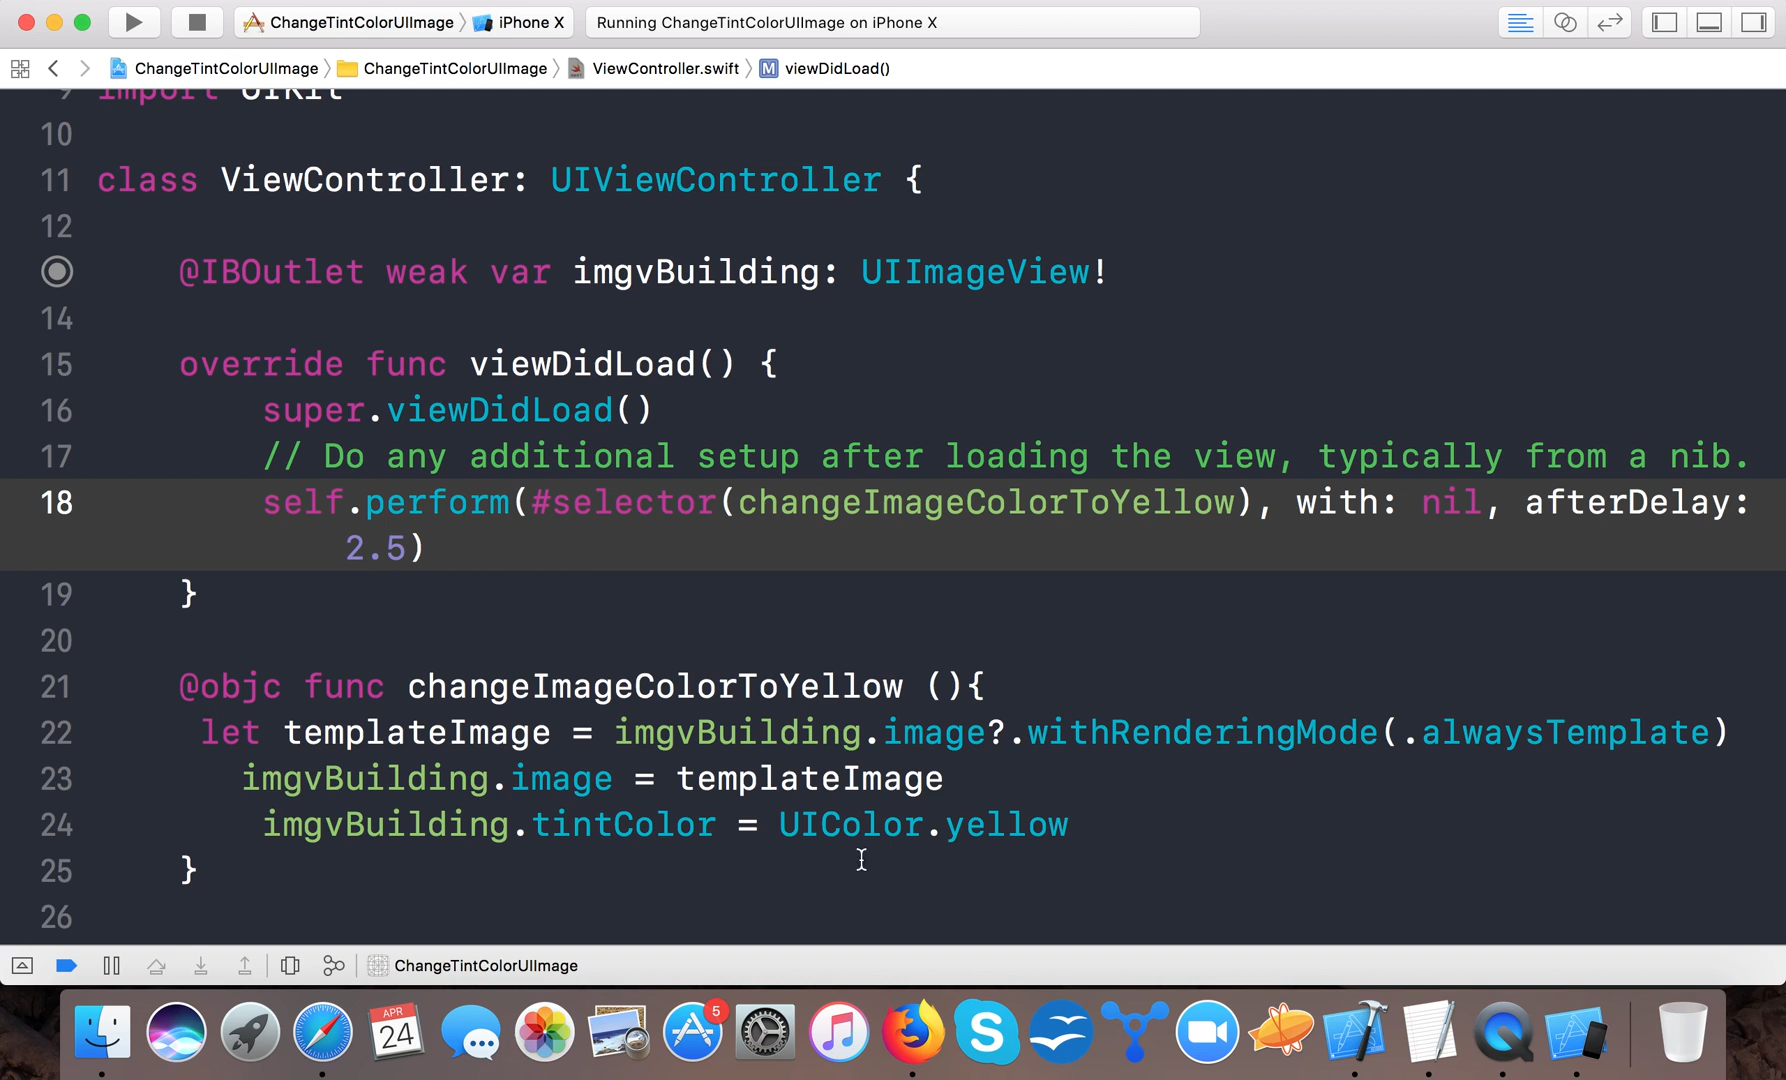 ChangeTintColorUIImage 〉 iPhone X
Running ChangeTintColorUIImage on iPhone X
ChangeTintColorUIImage 〉 ChangeTintColorUIImage 〉 ViewController.swift 〉 M viewDidLoad()
9 import UIKit
10
11 class ViewController: UIViewController {
12
@IBOutlet weak var imgvBuilding: UIImageView!
14
15 override func viewDidLoad() {
16 super.viewDidLoad()
17 // Do any additional setup after loading the view, typically from a nib.
18 self.perform(#selector(changeImageColorToYellow), with: nil, afterDelay:
2.5)
19 }
20
21 @objc func changeImageColorToYellow (){
22 let templateImage = imgvBuilding.image?.withRenderingMode(.alwaysTemplate)
23 imgvBuilding.image = templateImage
24 imgvBuilding.tintColor = UIColor.yellow
25 }
26
ChangeTintColorUIImage
APR
24
5
S